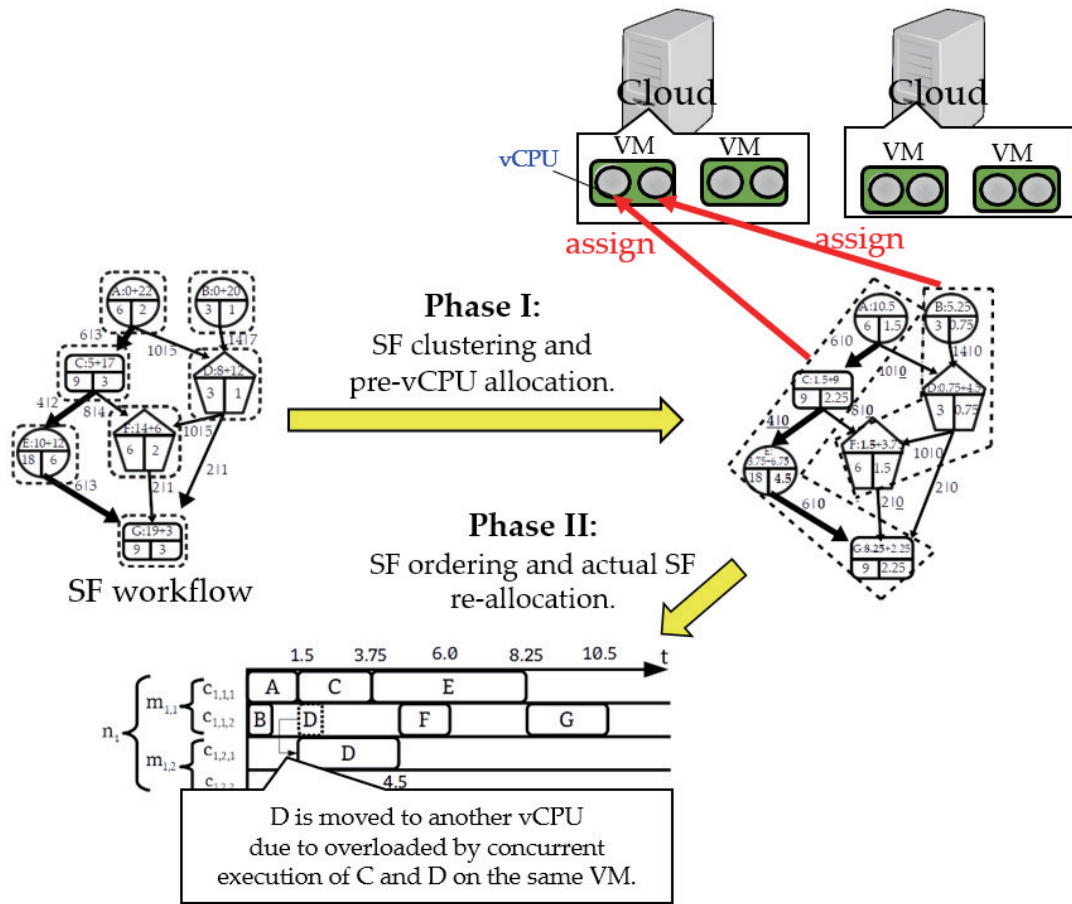 Cloud
Cloud
vCPU
VM
VM
VM
VM
assign
assign
A:0+22
6 2
B:0+20
3 1
6|3
10|5
14|7
C:5+17
9 3
D:8+12
3 1
4|2
8|4
10|5
E:10+12
18 6
F:14+6
6 2
2|1
6|3
2|1
G:19+3
9 3
SF workflow
Phase I:
SF clustering and
pre-vCPU allocation.
A:10.5
6 1.5
B:5.25
3 0.75
6|0
10|0
14|0
C:1.5+9
9 2.25
D:0.75+4.5
3 0.75
4|0
8|0
10|0
E:
3.75+6.75
18 4.5
F:1.5+3.75
6 1.5
2|0
6|0
2|0
G:8.25+2.25
9 2.25
Phase II:
SF ordering and actual SF
re-allocation.
1.5 3.75 6.0 8.25 10.5 t
n1
m1,1
c1,1,1
A C E
c1,1,2
B D F G
m1,2
c1,2,1
D
c1,2,2
4.5
D is moved to another vCPU
due to overloaded by concurrent
execution of C and D on the same VM.